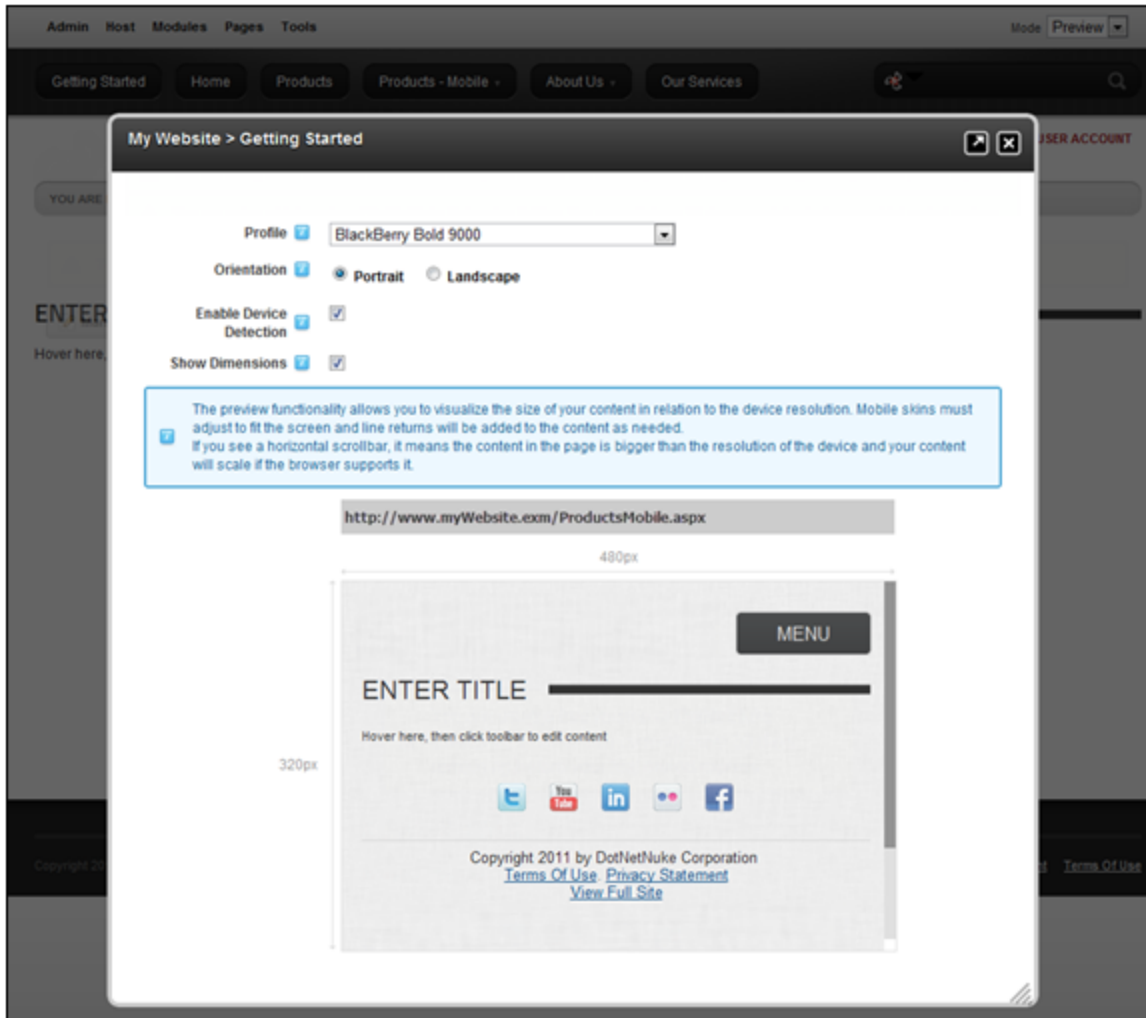 Admin Host Modules Pages Tools
Mode Preview
Getting Started Home Products Products - Mobile About Us Our Services
My Website > Getting Started
USER ACCOUNT
YOU ARE
Profile BlackBerry Bold 9000
Orientation Portrait Landscape
ENTER
Enable Device
Detection
Hover here,
Show Dimensions
The preview functionality allows you to visualize the size of your content in relation to the device resolution. Mobile skins must
adjust to fit the screen and line returns will be added to the content as needed.
If you see a horizontal scrollbar, it means the content in the page is bigger than the resolution of the device and your content
will scale if the browser supports it.
http://www.myWebsite.exm/ProductsMobile.aspx
480px
MENU
ENTER TITLE
Hover here, then click toolbar to edit content
320px
You
Tube
in
Copyright 2011 by DotNetNuke Corporation
Terms Of Use Privacy Statement
View Full Site
Copyright 20
Terms Of Use